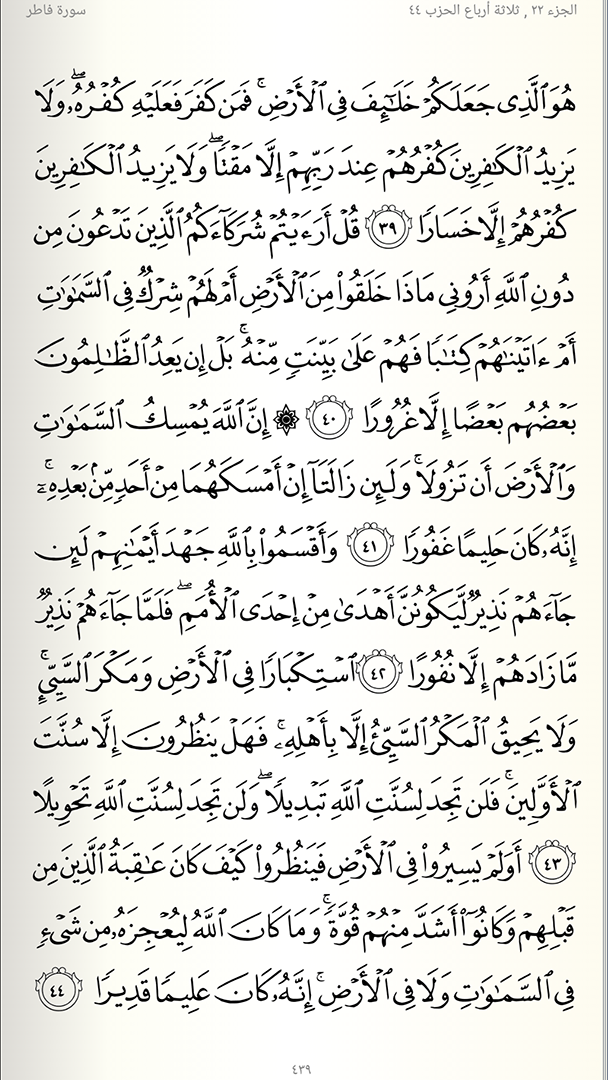 الجزء ٢٢ , ثلاثة أرباع الحزب ٤٤
سورة فاطر
هُوَ ٱلَّذِى جَعَلَكُمْ خَلَـٰٓئِفَ فِى ٱلْأَرْضِ ۚ فَمَن كَفَرَ فَعَلَيْهِ كُفْرُهُۥ ۖ وَلَا
يَزِيدُ ٱلْكَـٰفِرِينَ كُفْرُهُمْ عِندَ رَبِّهِمْ إِلَّا مَقْتًا ۖ وَلَا يَزِيدُ ٱلْكَـٰفِرِينَ
كُفْرُهُمْ إِلَّا خَسَارًا ٣٩ قُلْ أَرَءَيْتُمْ شُرَكَآءَكُمُ ٱلَّذِينَ تَدْعُونَ مِن
دُونِ ٱللَّهِ أَرُونِى مَاذَا خَلَقُوا۟ مِنَ ٱلْأَرْضِ أَمْ لَهُمْ شِرْكٌ فِى ٱلسَّمَـٰوَٰتِ
أَمْ ءَاتَيْنَـٰهُمْ كِتَـٰبًا فَهُمْ عَلَىٰ بَيِّنَتٍ مِّنْهُ ۚ بَلْ إِن يَعِدُ ٱلظَّـٰلِمُونَ
بَعْضُهُم بَعْضًا إِلَّا غُرُورًا ٤٠ ۞ إِنَّ ٱللَّهَ يُمْسِكُ ٱلسَّمَـٰوَٰتِ
وَٱلْأَرْضَ أَن تَزُولَا ۚ وَلَئِن زَالَتَآ إِنْ أَمْسَكَهُمَا مِنْ أَحَدٍ مِّنۢ بَعْدِهِۦٓ ۚ
إِنَّهُۥ كَانَ حَلِيمًا غَفُورًا ٤١ وَأَقْسَمُوا۟ بِٱللَّهِ جَهْدَ أَيْمَـٰنِهِمْ لَئِن
جَآءَهُمْ نَذِيرٌ لَّيَكُونُنَّ أَهْدَىٰ مِنْ إِحْدَى ٱلْأُمَمِ ۖ فَلَمَّا جَآءَهُمْ نَذِيرٌ
مَّا زَادَهُمْ إِلَّا نُفُورًا ٤٢ ٱسْتِكْبَارًا فِى ٱلْأَرْضِ وَمَكْرَ ٱلسَّيِّئِ ۚ
وَلَا يَحِيقُ ٱلْمَكْرُ ٱلسَّيِّئُ إِلَّا بِأَهْلِهِۦ ۚ فَهَلْ يَنظُرُونَ إِلَّا سُنَّتَ
ٱلْأَوَّلِينَ ۚ فَلَن تَجِدَ لِسُنَّتِ ٱللَّهِ تَبْدِيلًا ۖ وَلَن تَجِدَ لِسُنَّتِ ٱللَّهِ تَحْوِيلًا
٤٣ أَوَلَمْ يَسِيرُوا۟ فِى ٱلْأَرْضِ فَيَنظُرُوا۟ كَيْفَ كَانَ عَـٰقِبَةُ ٱلَّذِينَ مِن
قَبْلِهِمْ وَكَانُوٓا۟ أَشَدَّ مِنْهُمْ قُوَّةً ۚ وَمَا كَانَ ٱللَّهُ لِيُعْجِزَهُۥ مِن شَىْءٍ
فِى ٱلسَّمَـٰوَٰتِ وَلَا فِى ٱلْأَرْضِ ۚ إِنَّهُۥ كَانَ عَلِيمًا قَدِيرًا ٤٤
٤٣٩